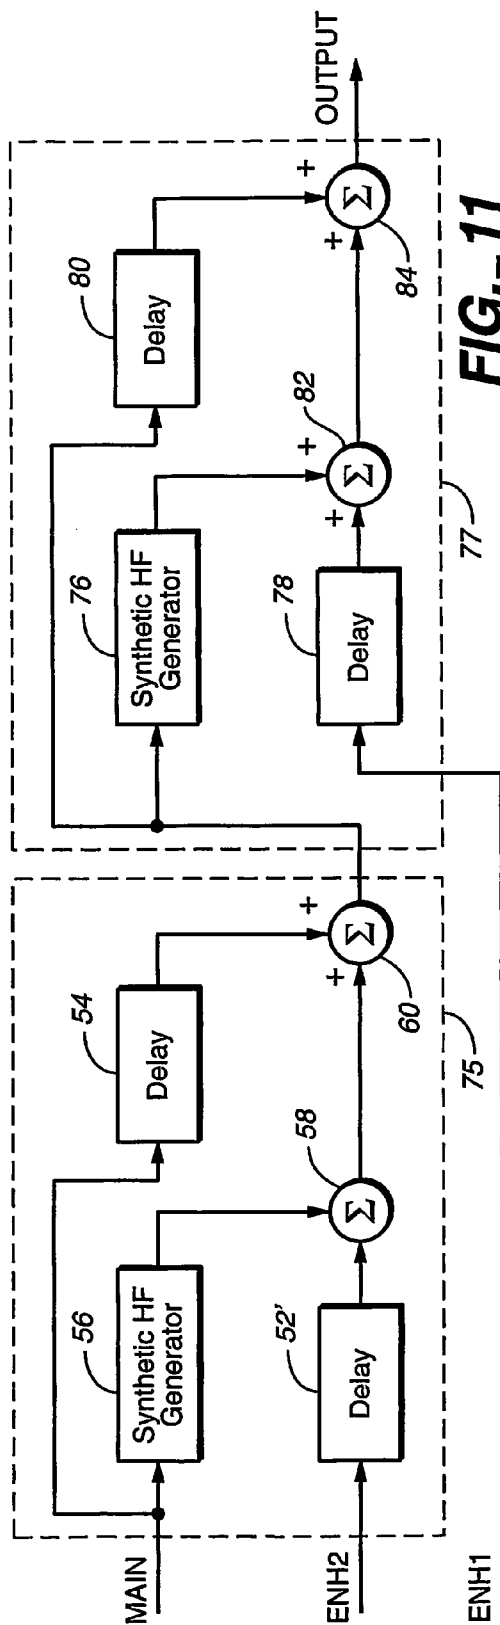 MAIN
56
Synthetic HF
Generator
54
Delay
ENH2
52'
Delay
58
Σ
+
+
Σ
60
75
ENH1
76
Synthetic HF
Generator
80
Delay
78
Delay
+
+
Σ
82
+
+
Σ
84
OUTPUT
77
FIG._11